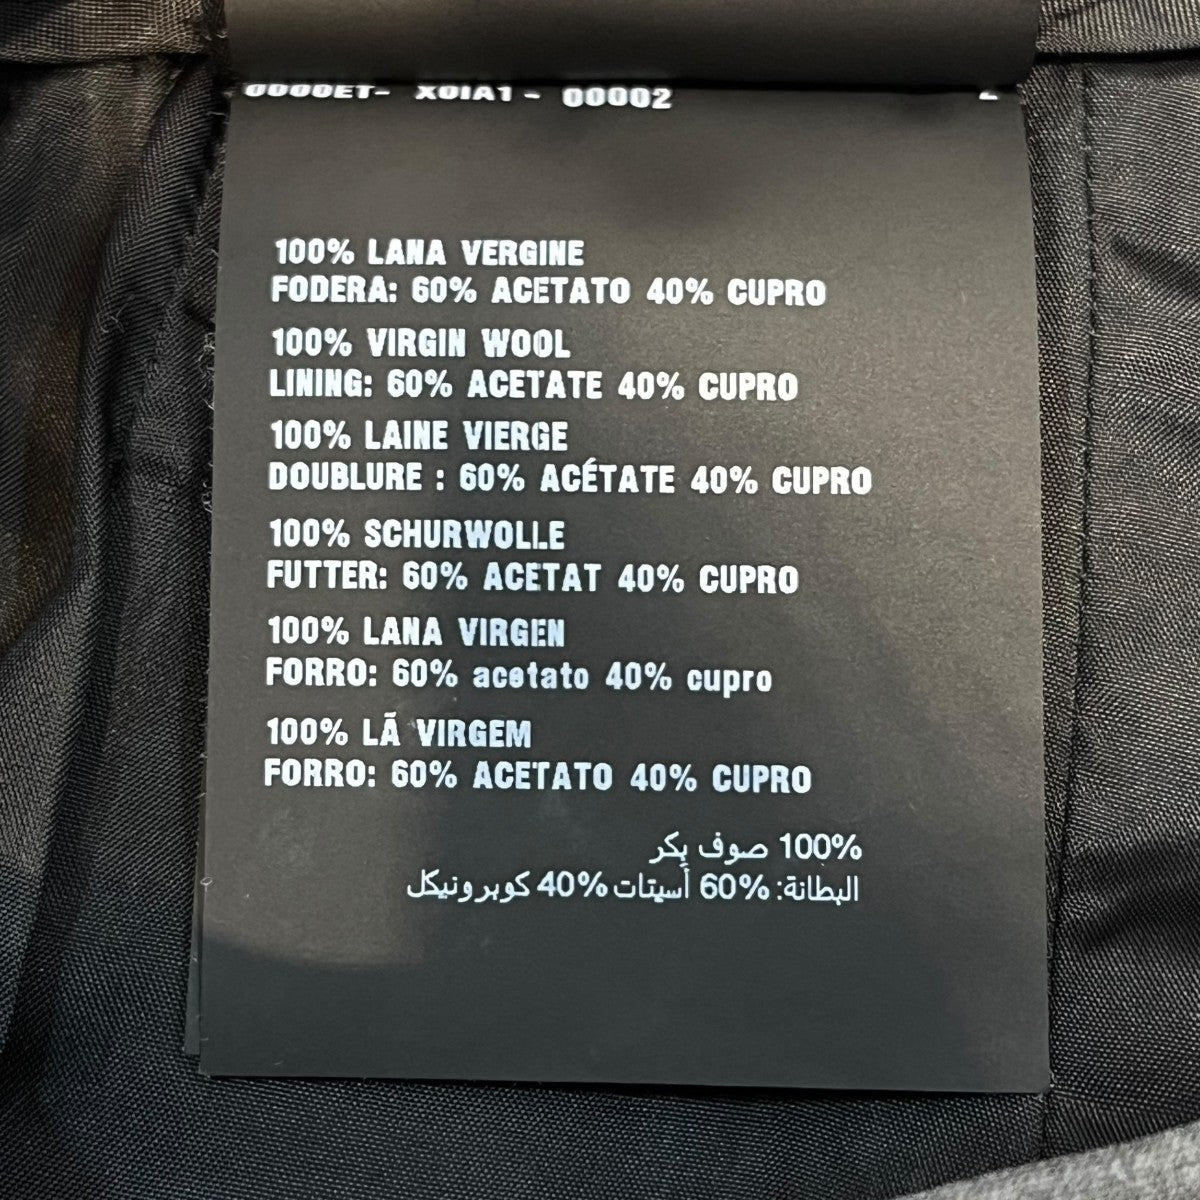 0000ET- X0IA1 - 00002
100% LANA VERGINE
FODERA: 60% ACETATO 40% CUPRO
100% VIRGIN WOOL
LINING: 60% ACETATE 40% CUPRO
100% LAINE VIERGE
DOUBLURE : 60% ACÉTATE 40% CUPRO
100% SCHURWOLLE
FUTTER: 60% ACETAT 40% CUPRO
100% LANA VIRGEN
FORRO: 60% acetato 40% cupro
100% LÃ VIRGEM
FORRO: 60% ACETATO 40% CUPRO
100% صوف بِكر
البطانة: 60% أسيتات 40% كوبرونيكل